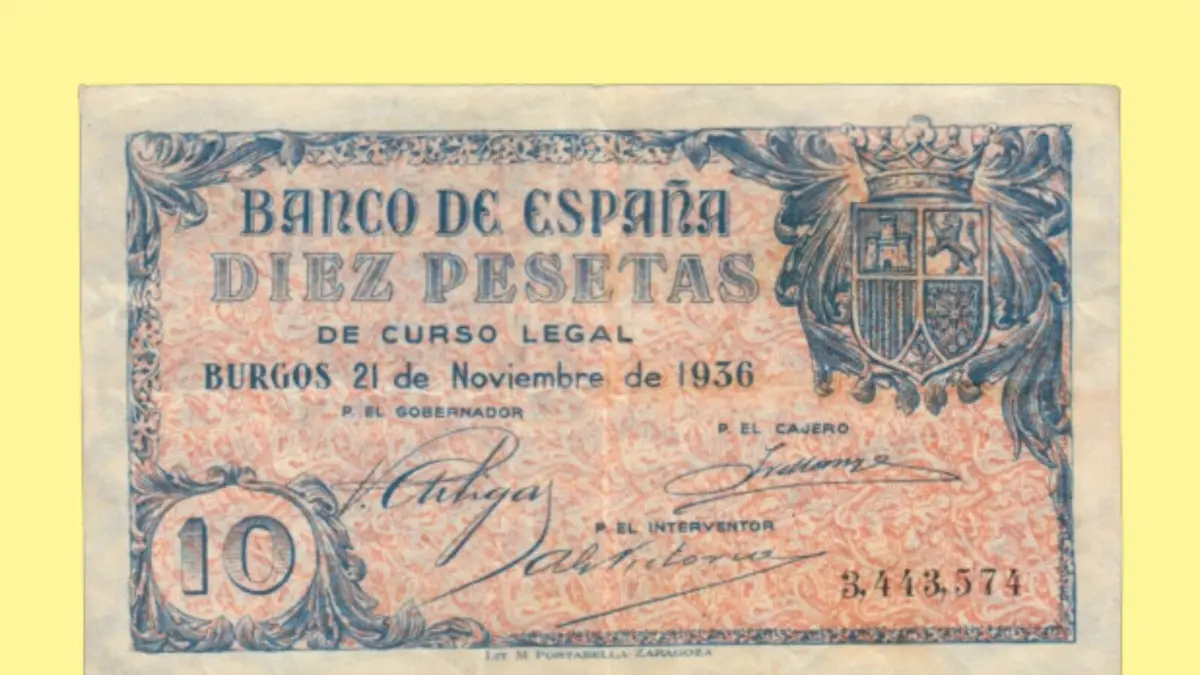 BANCO DE ESPAÑA
DIEZ PESETAS
DE CURSO LEGAL
BURGOS 21 de Noviembre de 1936
P. EL GOBERNADOR
P. EL CAJERO
P. EL INTERVENTOR
10
3,443,574
LIT M PORTABELLA ZARAGOZA